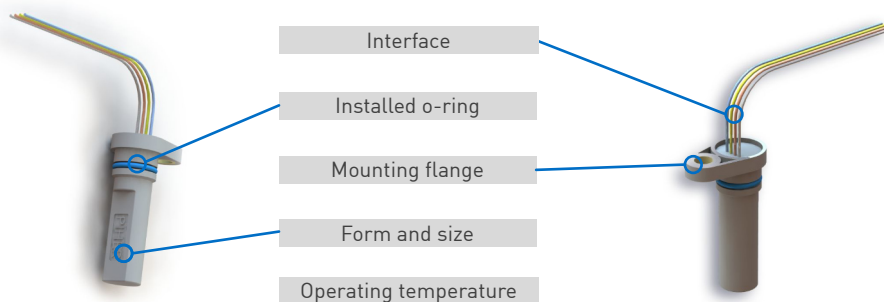 Interface
Installed o-ring
Mounting flange
Form and size
Operating temperature